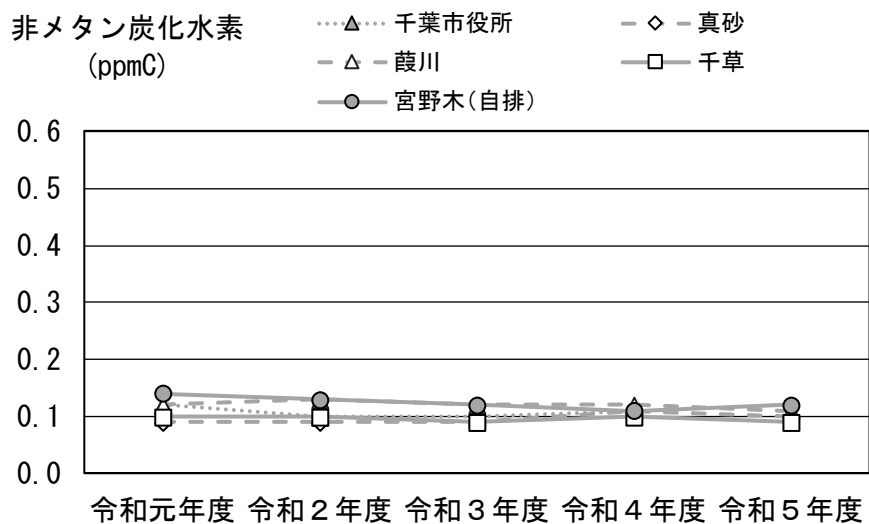 非メタン炭化水素
(ppmC)
千葉市役所
真砂
葭川
千草
宮野木(自排)
0.6
0.5
0.4
0.3
0.2
0.1
0.0
令和元年度 令和２年度 令和３年度 令和４年度 令和５年度